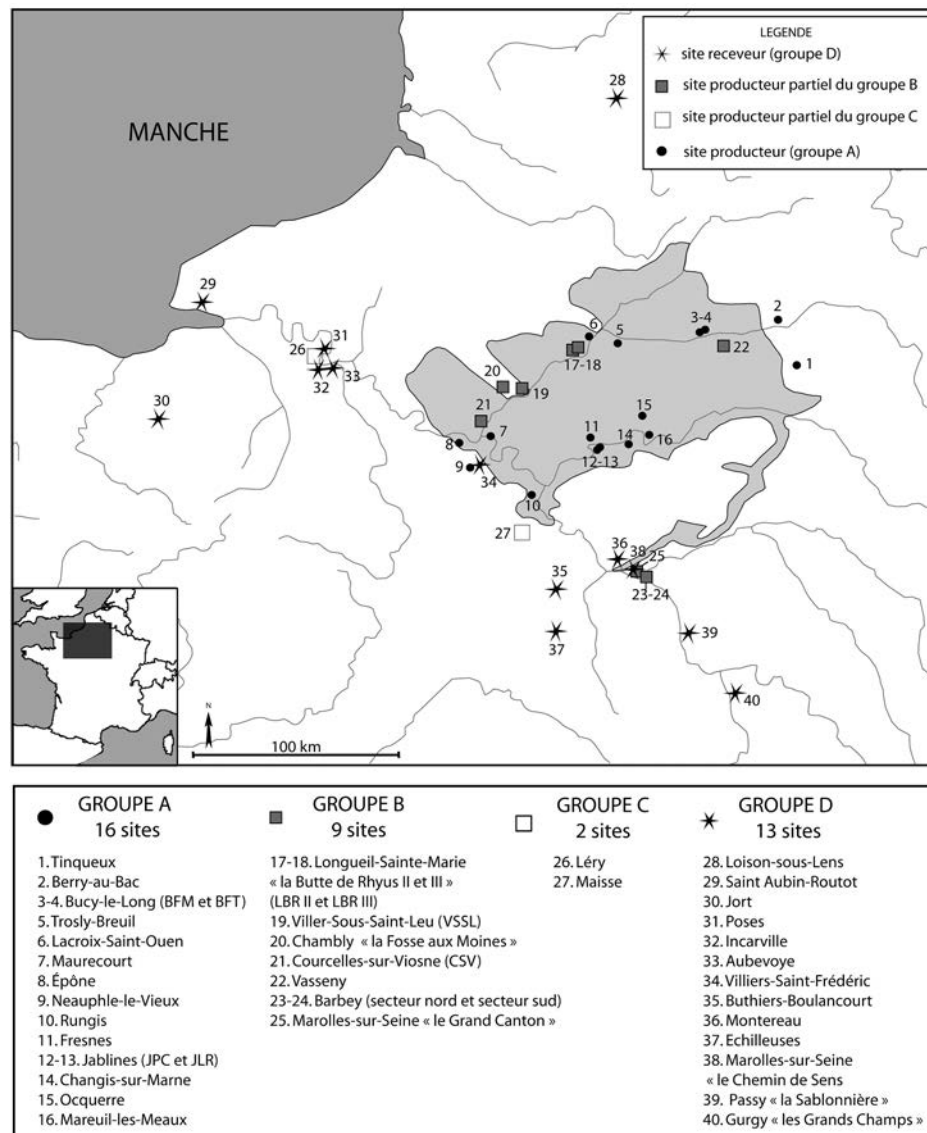 LEGENDE
site receveur (groupe D)
site producteur partiel du groupe B
site producteur partiel du groupe C
site producteur (groupe A)
MANCHE
28
29
2
3-4
6
5
31
26
22
1
17-18
32
33
20
19
30
15
21
7
11
14
16
8
12-13
9
34
10
27
36
25
38
35
23-24
37
39
40
N
100 km
GROUPE A
16 sites
1.Tinqueux
2. Berry-au-Bac
3-4. Bucy-le-Long (BFM et BFT)
5.Trosly-Breuil
6. Lacroix-Saint-Ouen
7. Maurecourt
8. Épône
9. Neauphle-le-Vieux
10. Rungis
11. Fresnes
12-13. Jablines (JPC et JLR)
14. Changis-sur-Marne
15. Ocquerre
16. Mareuil-les-Meaux
GROUPE B
9 sites
17-18. Longueil-Sainte-Marie
« la Butte de Rhyus II et III »
(LBR II et LBR III)
19. Viller-Sous-Saint-Leu (VSSL)
20. Chambly « la Fosse aux Moines »
21. Courcelles-sur-Viosne (CSV)
22. Vasseny
23-24. Barbey (secteur nord et secteur sud)
25. Marolles-sur-Seine « le Grand Canton »
GROUPE C
2 sites
26. Léry
27. Maisse
GROUPE D
13 sites
28. Loison-sous-Lens
29. Saint Aubin-Routot
30. Jort
31. Poses
32. Incarville
33. Aubevoye
34. Villiers-Saint-Frédéric
35. Buthiers-Boulancourt
36. Montereau
37. Echilleuses
38. Marolles-sur-Seine
« le Chemin de Sens
39. Passy « la Sablonnière »
40. Gurgy « les Grands Champs »